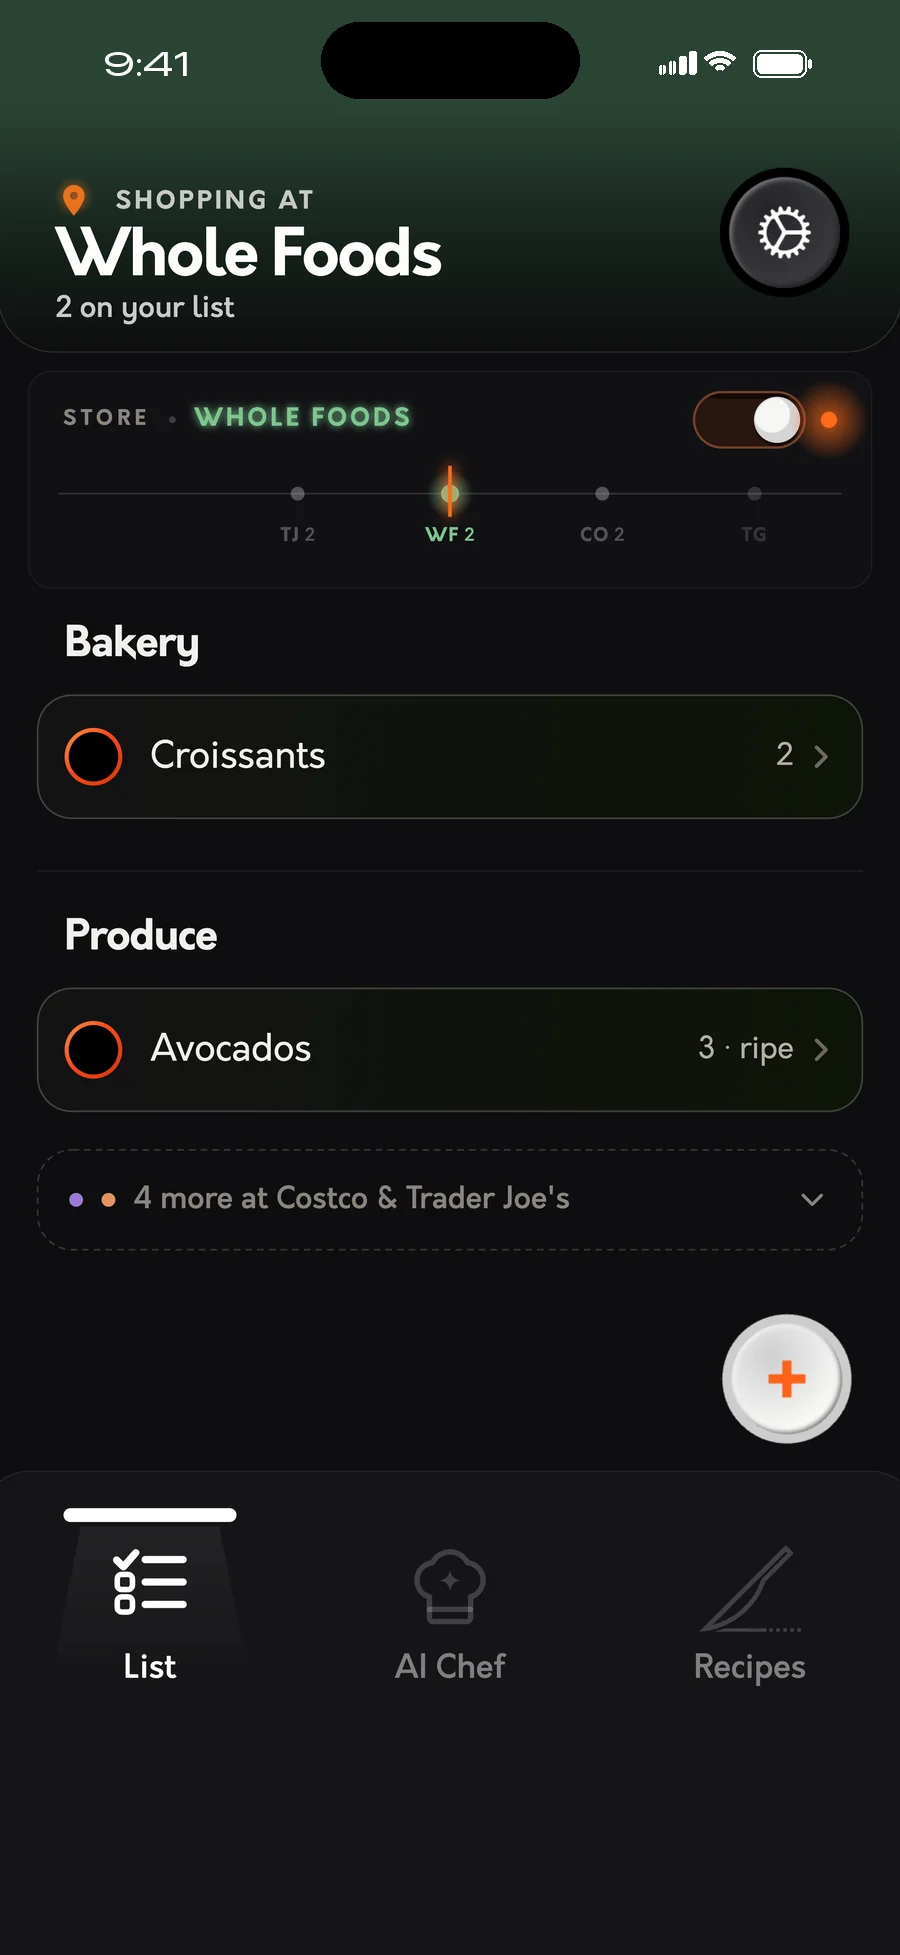 9:41
SHOPPING AT
Whole Foods
2 on your list
STORE • WHOLE FOODS
TJ 2
WF 2
CO 2
TG
Bakery
Croissants
2
Produce
Avocados
3 · ripe
4 more at Costco & Trader Joe's
List
AI Chef
Recipes